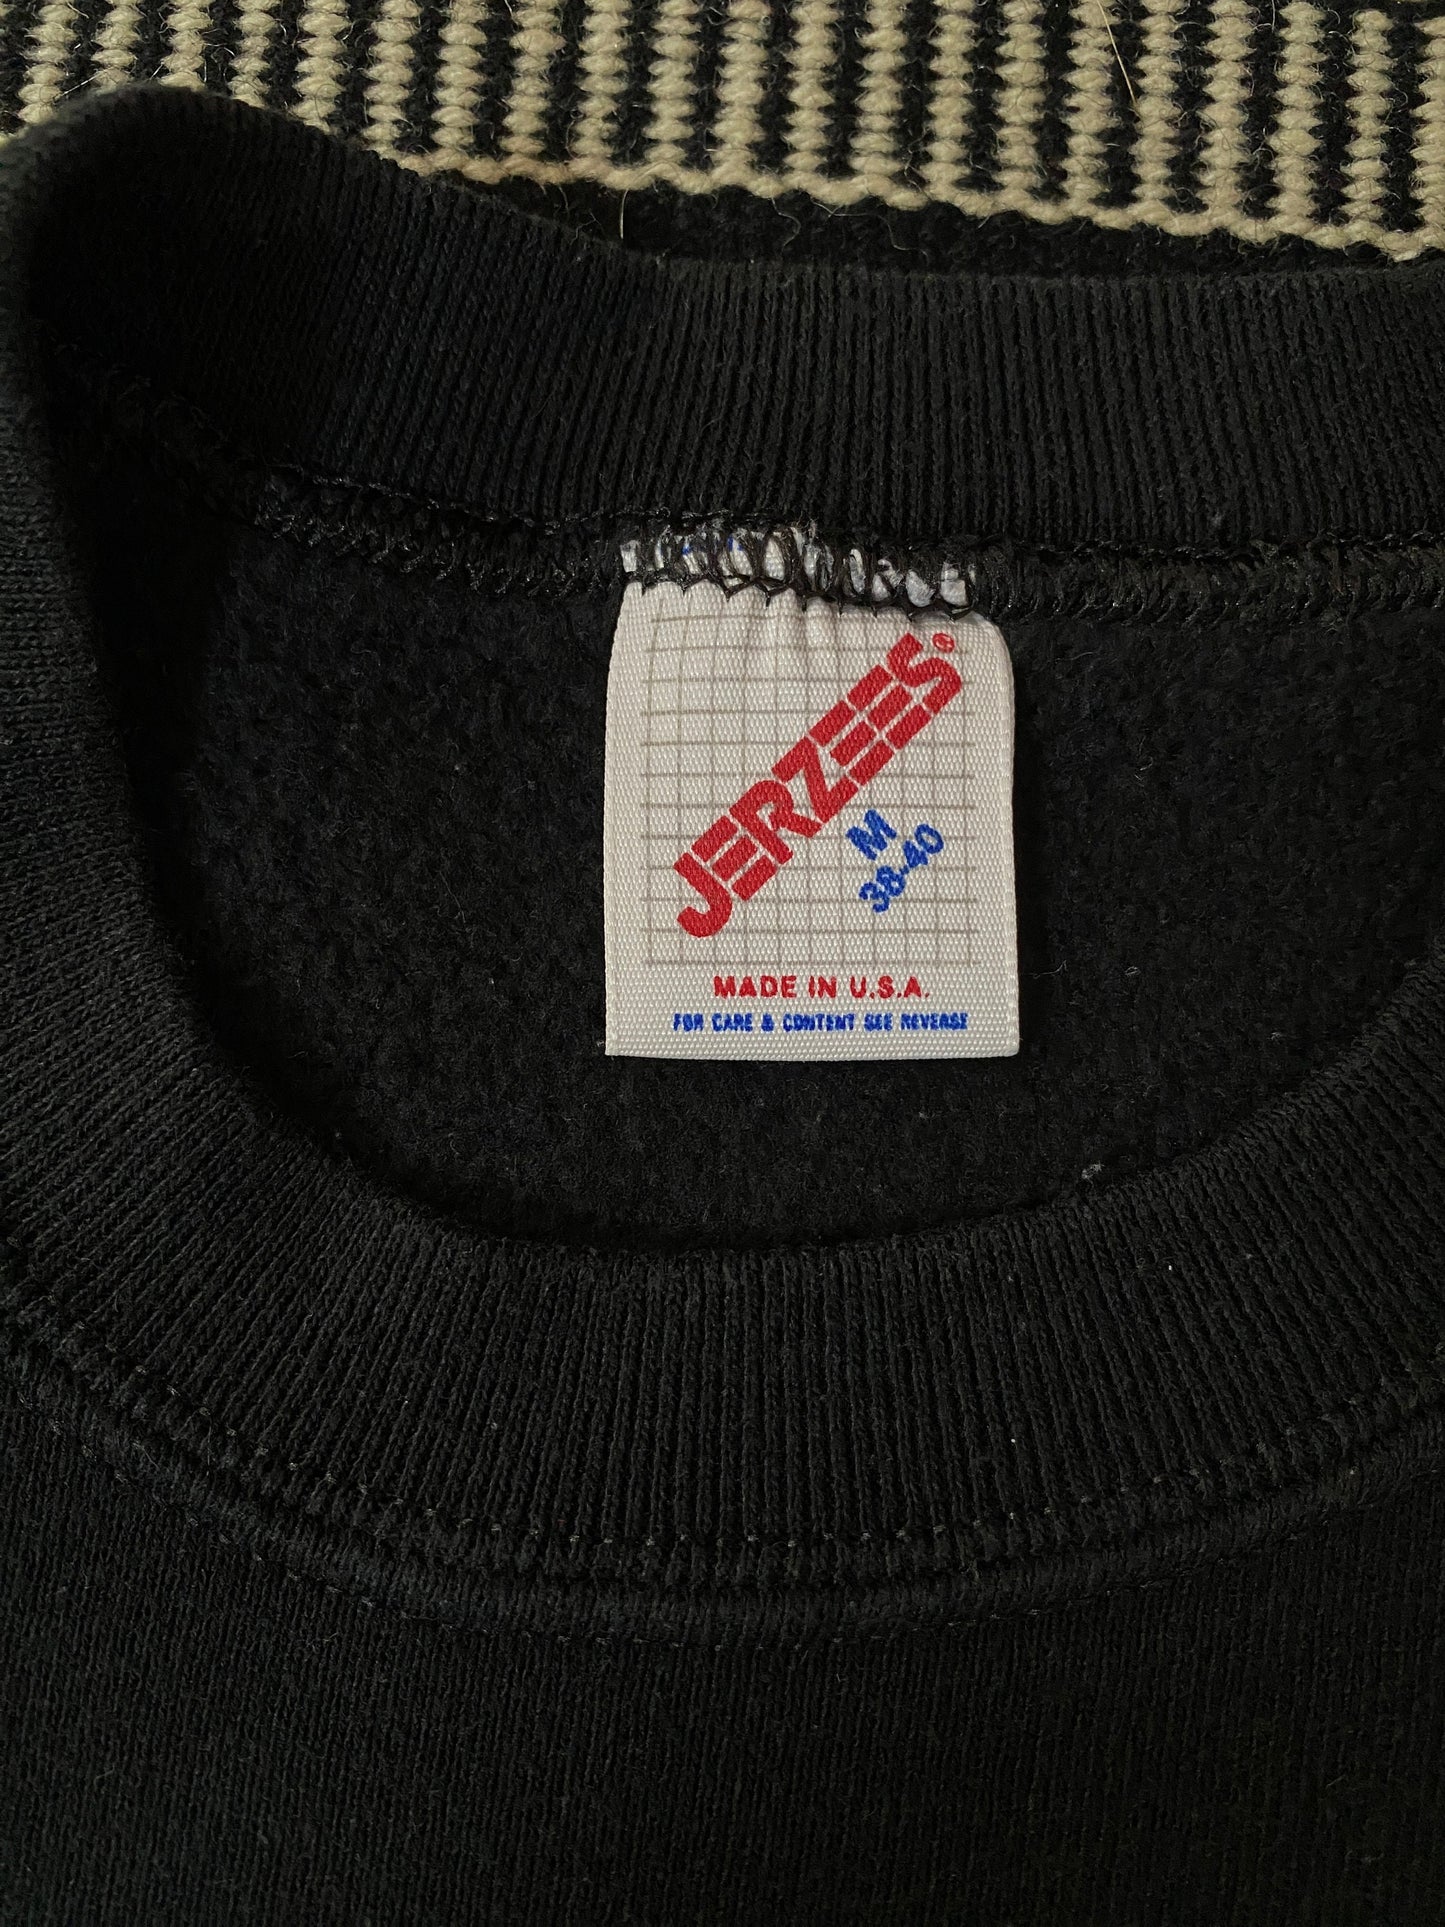 JERZEES®
M
38-40
MADE IN U.S.A.
FOR CARE & CONTENT SEE REVERSE